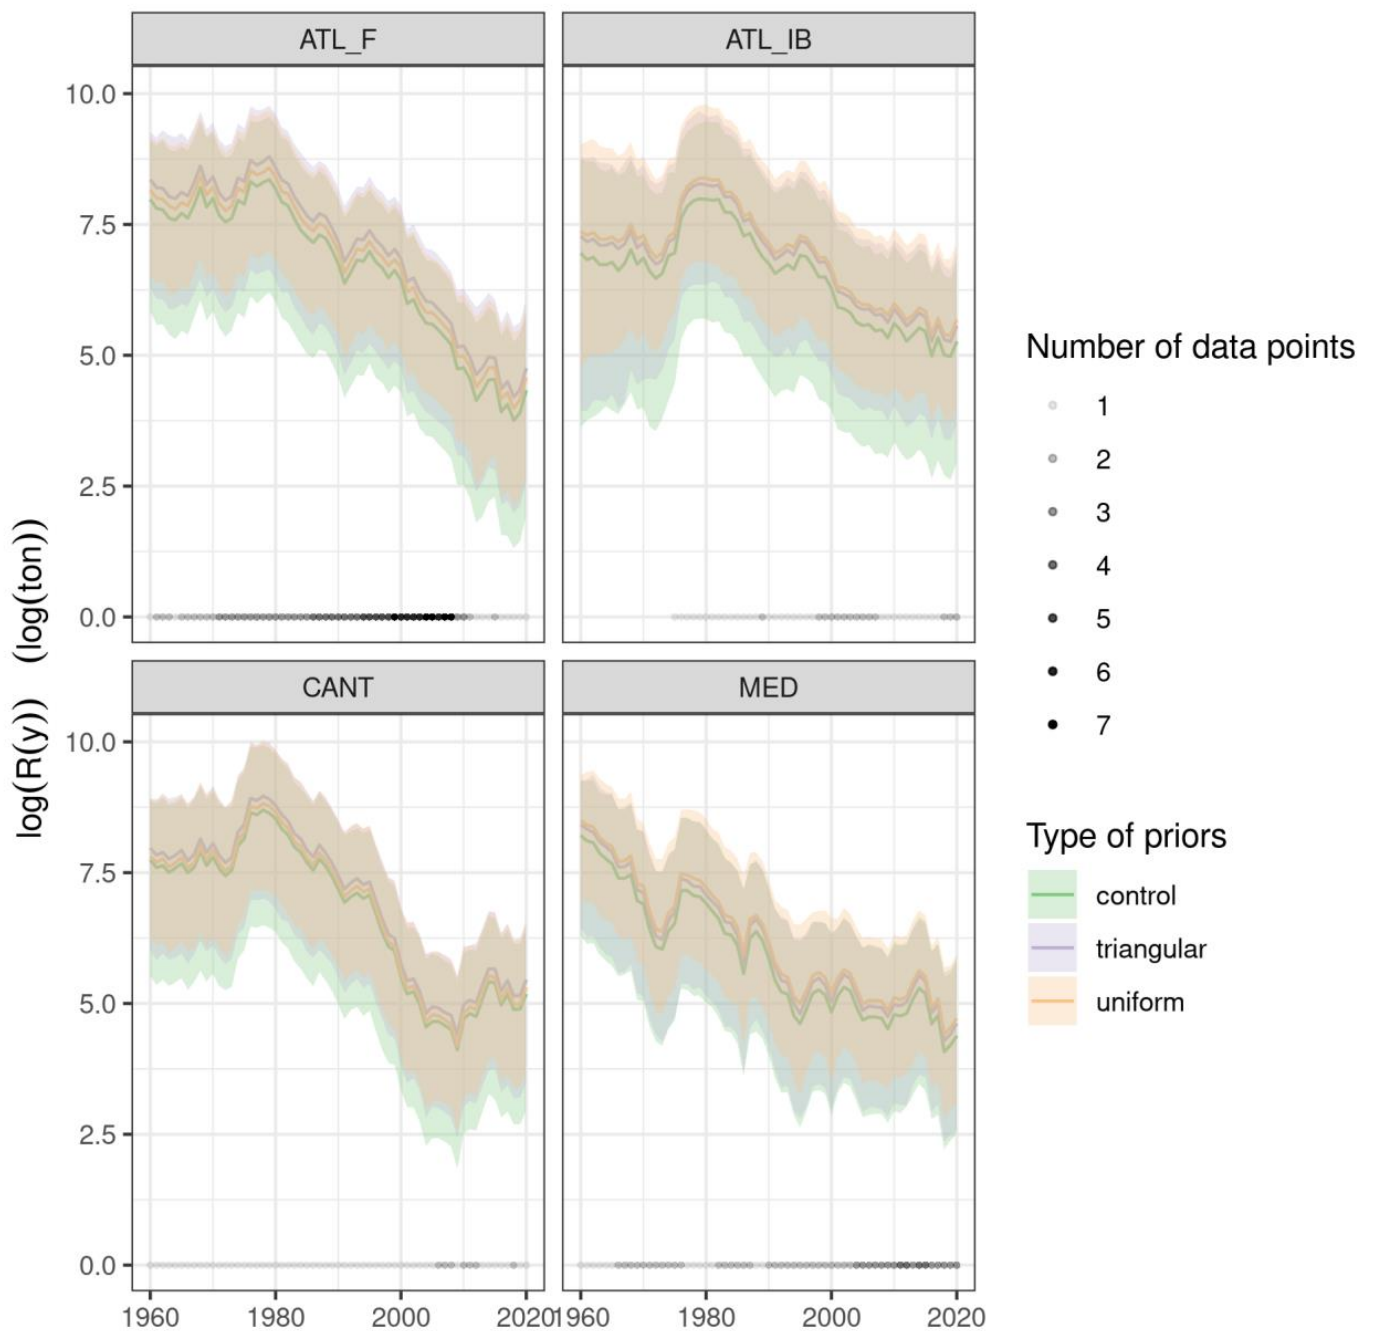 ATL_F
ATL_IB
10.0
7.5
5.0
2.5
0.0
CANT
MED
10.0
7.5
5.0
2.5
0.0
1960
1980
2000
2020
1960
1980
2000
2020
log(R(y)) (log(ton))
Number of data points
1
2
3
4
5
6
7
Type of priors
control
triangular
uniform